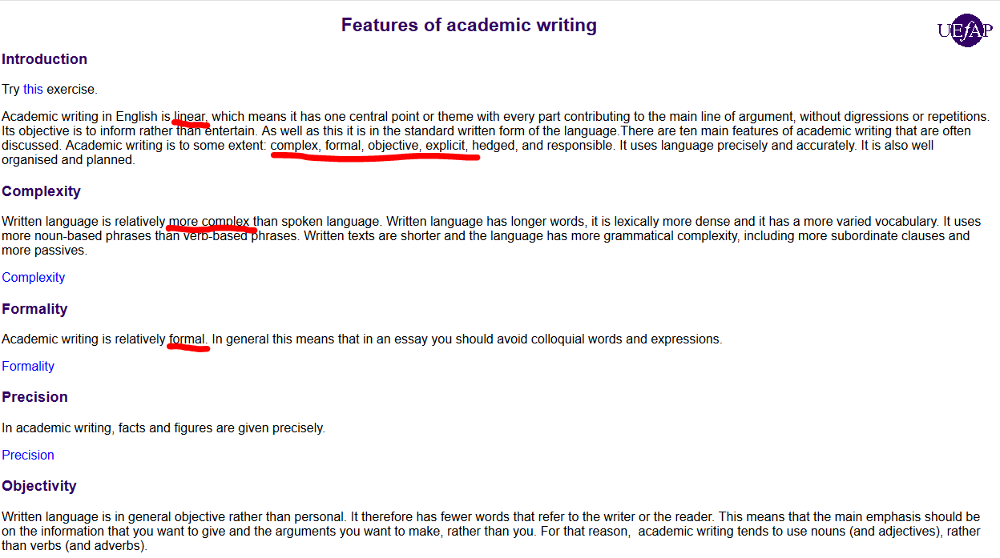 Features of academic writing
UEfAP
Introduction
Try this exercise.
Academic writing in English is linear, which means it has one central point or theme with every part contributing to the main line of argument, without digressions or repetitions.
Its objective is to inform rather than entertain. As well as this it is in the standard written form of the language.There are ten main features of academic writing that are often
discussed. Academic writing is to some extent: complex, formal, objective, explicit, hedged, and responsible. It uses language precisely and accurately. It is also well
organised and planned.
Complexity
Written language is relatively more complex than spoken language. Written language has longer words, it is lexically more dense and it has a more varied vocabulary. It uses
more noun-based phrases than verb-based phrases. Written texts are shorter and the language has more grammatical complexity, including more subordinate clauses and
more passives.
Complexity
Formality
Academic writing is relatively formal. In general this means that in an essay you should avoid colloquial words and expressions.
Formality
Precision
In academic writing, facts and figures are given precisely.
Precision
Objectivity
Written language is in general objective rather than personal. It therefore has fewer words that refer to the writer or the reader. This means that the main emphasis should be
on the information that you want to give and the arguments you want to make, rather than you. For that reason,  academic writing tends to use nouns (and adjectives), rather
than verbs (and adverbs).